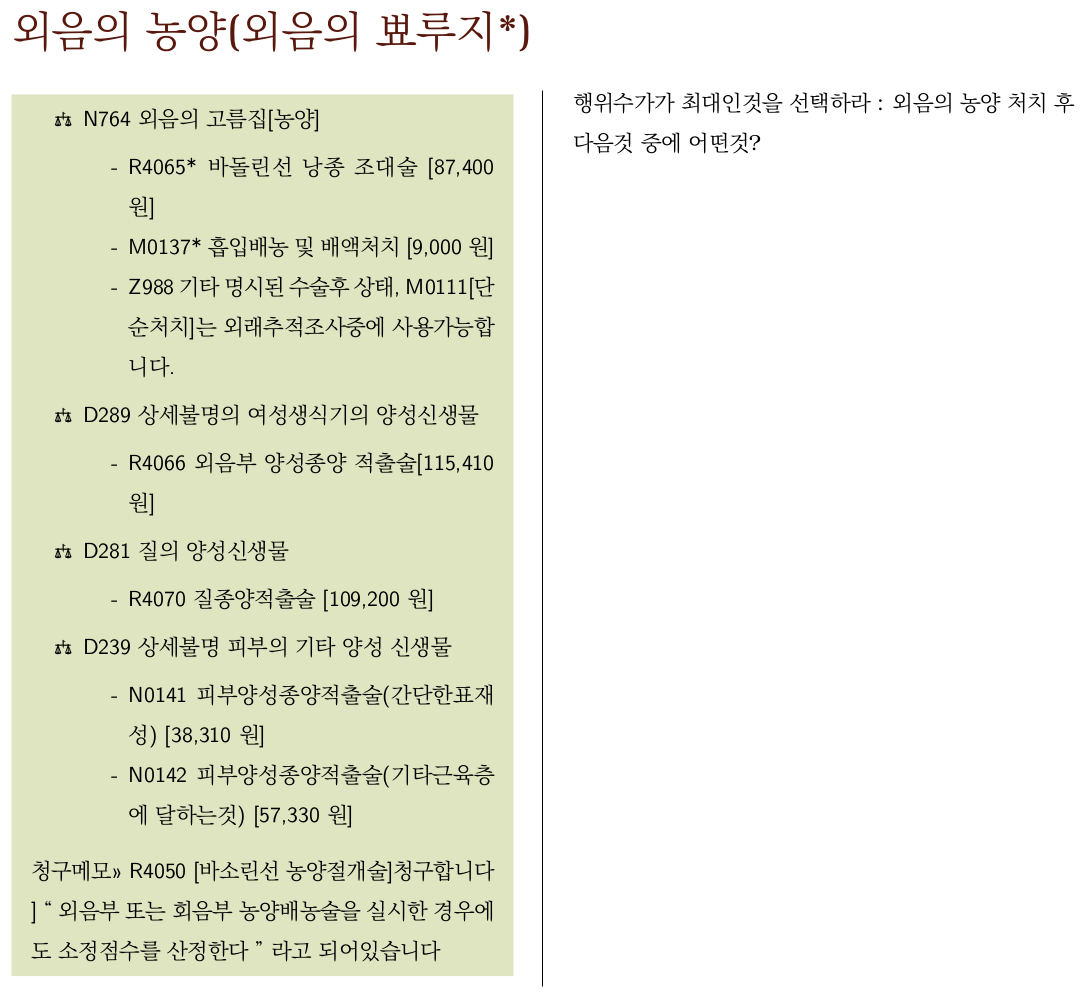 외음의 농양(외음의 뾰루지*)
N764 외음의 고름집[농양]
- R4065* 바돌린선 낭종 조대술 [87,400
원]
- M0137* 흡입배농 및 배액처치 [9,000 원]
- Z988 기타 명시된 수술후 상태, M0111[단
순처치]는 외래추적조사중에 사용가능합
니다.
D289 상세불명의 여성생식기의 양성신생물
- R4066 외음부 양성종양 적출술[115,410
원]
D281 질의 양성신생물
- R4070 질종양적출술 [109,200 원]
D239 상세불명 피부의 기타 양성 신생물
- N0141 피부양성종양적출술(간단한표재
성) [38,310 원]
- N0142 피부양성종양적출술(기타근육층
에 달하는것) [57,330 원]
청구메모» R4050 [바소린선 농양절개술]청구합니다
] “ 외음부 또는 회음부 농양배농술을 실시한 경우에
도 소정점수를 산정한다 ” 라고 되어있습니다
행위수가가 최대인것을 선택하라 : 외음의 농양 처치 후
다음것 중에 어떤것?